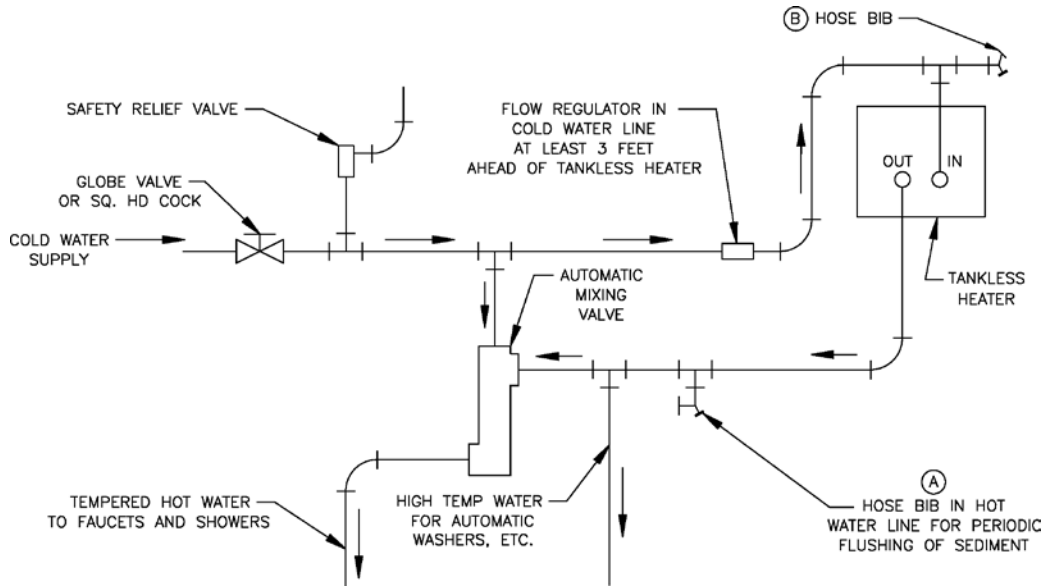 Ⓑ HOSE BIB
SAFETY RELIEF VALVE
FLOW REGULATOR IN
COLD WATER LINE
AT LEAST 3 FEET
AHEAD OF TANKLESS HEATER
GLOBE VALVE
OR SQ. HD COCK
OUT
IN
COLD WATER
SUPPLY
AUTOMATIC
MIXING
VALVE
TANKLESS
HEATER
TEMPERED HOT WATER
TO FAUCETS AND SHOWERS
HIGH TEMP WATER
FOR AUTOMATIC
WASHERS, ETC.
Ⓐ
HOSE BIB IN HOT
WATER LINE FOR PERIODIC
FLUSHING OF SEDIMENT